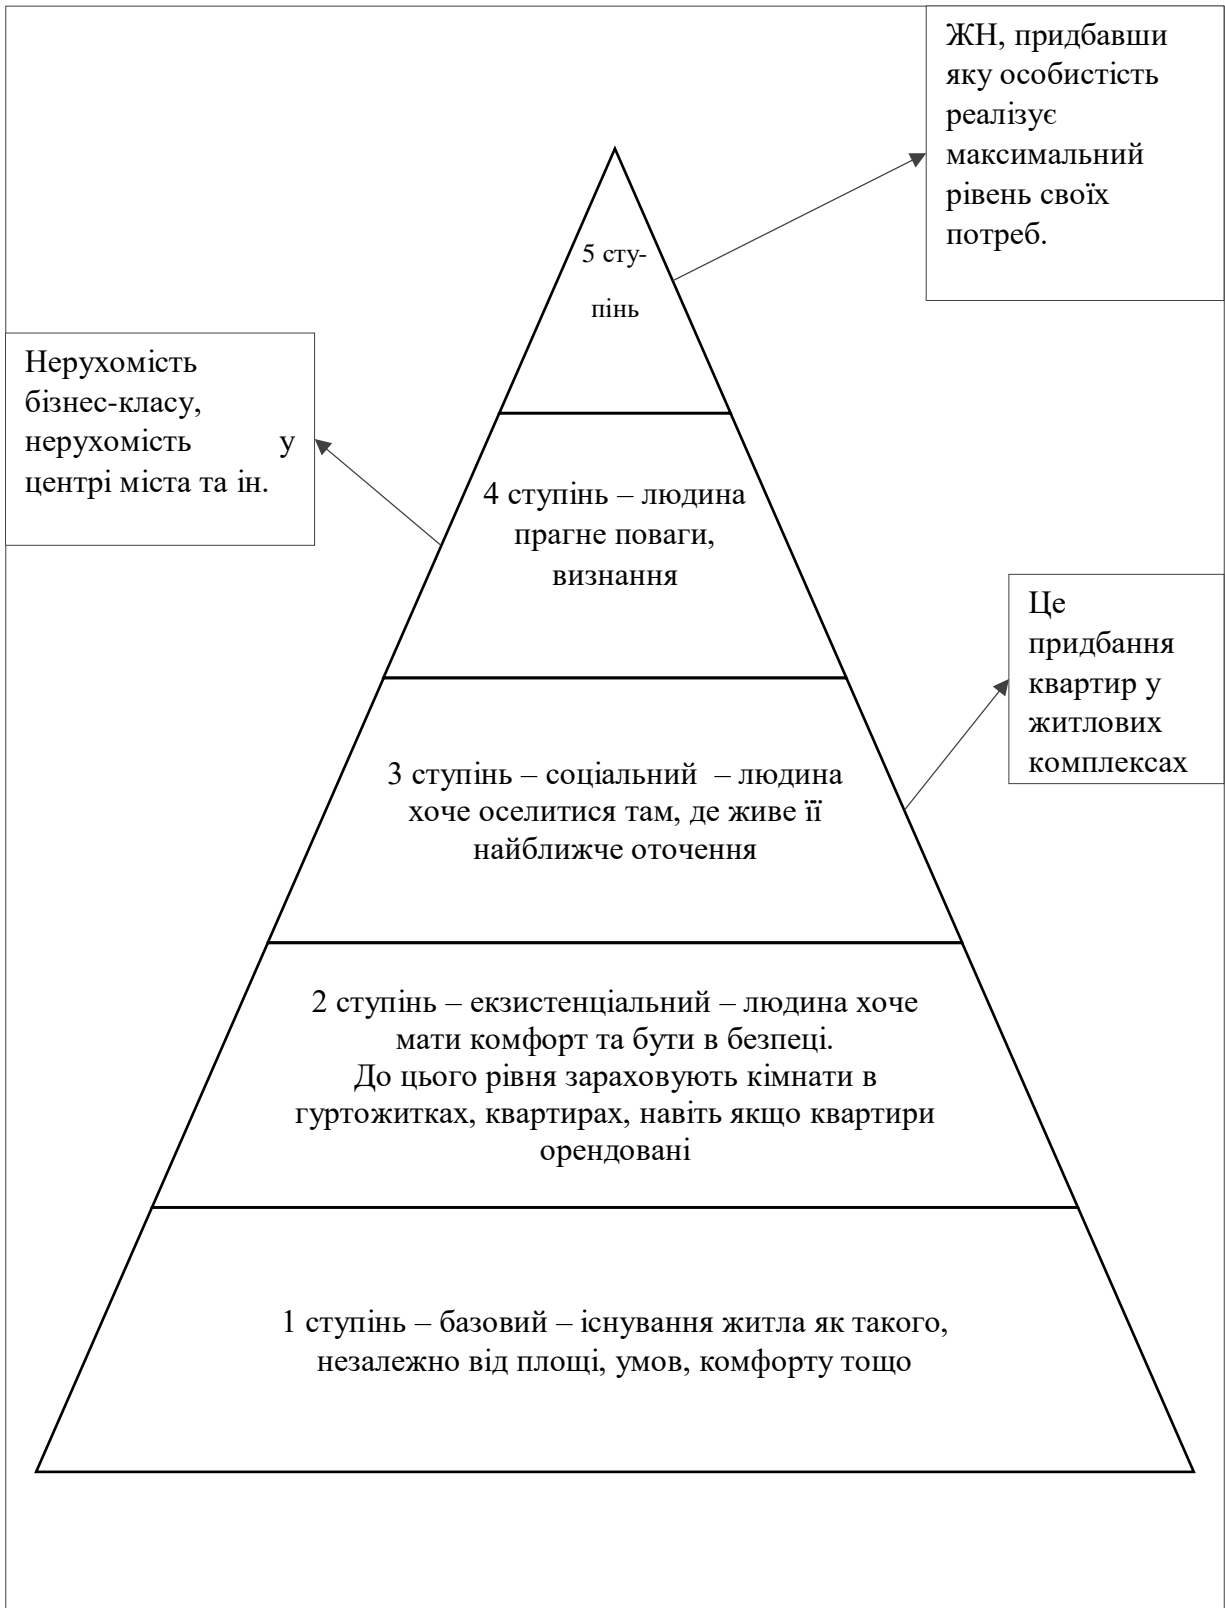 ЖН, придбавши
яку особистість
реалізує
максимальний
рівень своїх
потреб.
5 сту-
пінь
Нерухомість
бізнес-класу,
нерухомість у
центрі міста та ін.
4 ступінь – людина
прагне поваги,
визнання
Це
придбання
квартир у
житлових
комплексах
3 ступінь – соціальний – людина
хоче оселитися там, де живе її
найближче оточення
2 ступінь – екзистенціальний – людина хоче
мати комфорт та бути в безпеці.
До цього рівня зараховують кімнати в
гуртожитках, квартирах, навіть якщо квартири
орендовані
1 ступінь – базовий – існування житла як такого,
незалежно від площі, умов, комфорту тощо